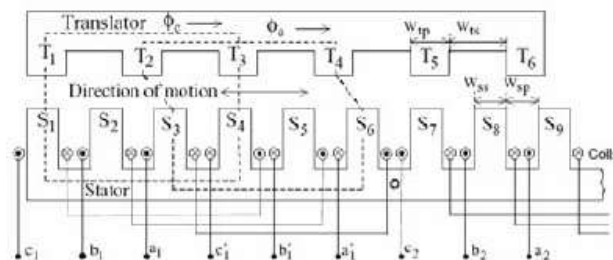 Translator ϕc ϕa wtp wts
T1 T2 T3 T4 T5 T6
Direction of motion wss wsp
S1 S2 S3 S4 S5 S6 S7 S8 S9
Coil
Stator
c1 b1 a1 c1' b1' a1' c2 b2 a2